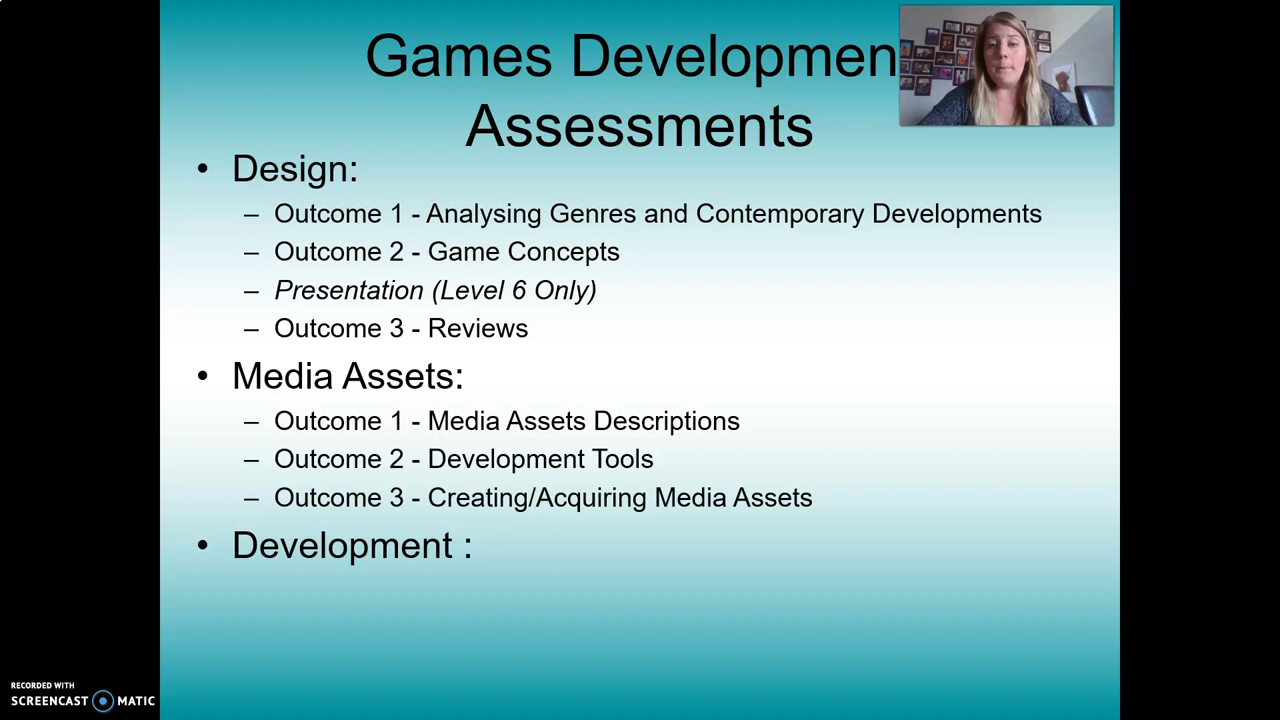 Games Developmen
Assessments
• Design:
– Outcome 1 - Analysing Genres and Contemporary Developments
– Outcome 2 - Game Concepts
– Presentation (Level 6 Only)
– Outcome 3 - Reviews
• Media Assets:
– Outcome 1 - Media Assets Descriptions
– Outcome 2 - Development Tools
– Outcome 3 - Creating/Acquiring Media Assets
• Development :
RECORDED WITH
SCREENCAST MATIC